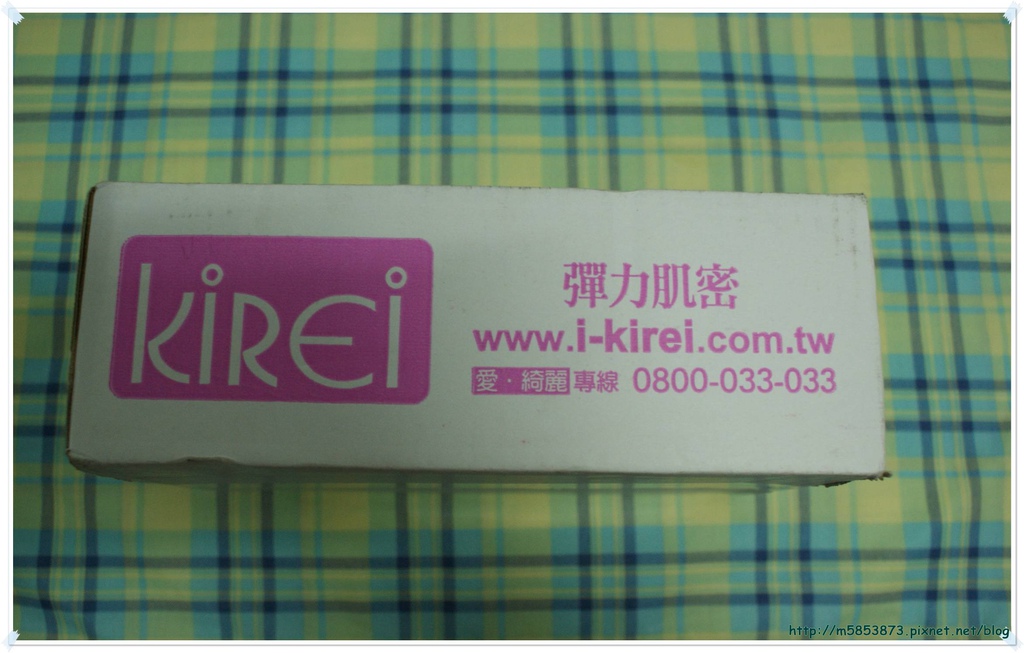 KiREi
彈力肌密
www.i-kirei.com.tw
愛·綺麗專線 0800-033-033
http://m5853873.pixnet.net/blog